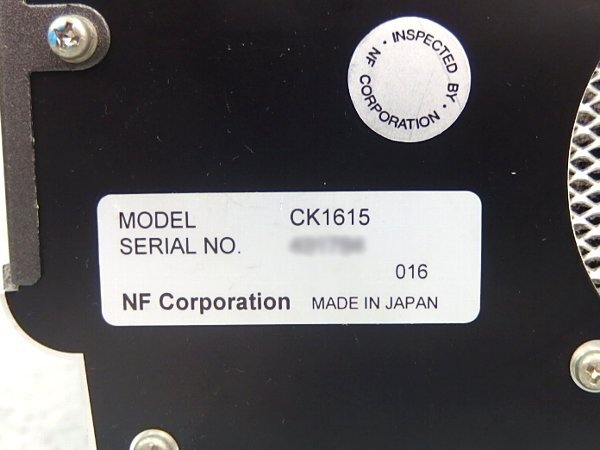 · INSPECTED BY ·
NF CORPORATION
MODEL CK1615
SERIAL NO.
016
NF Corporation MADE IN JAPAN